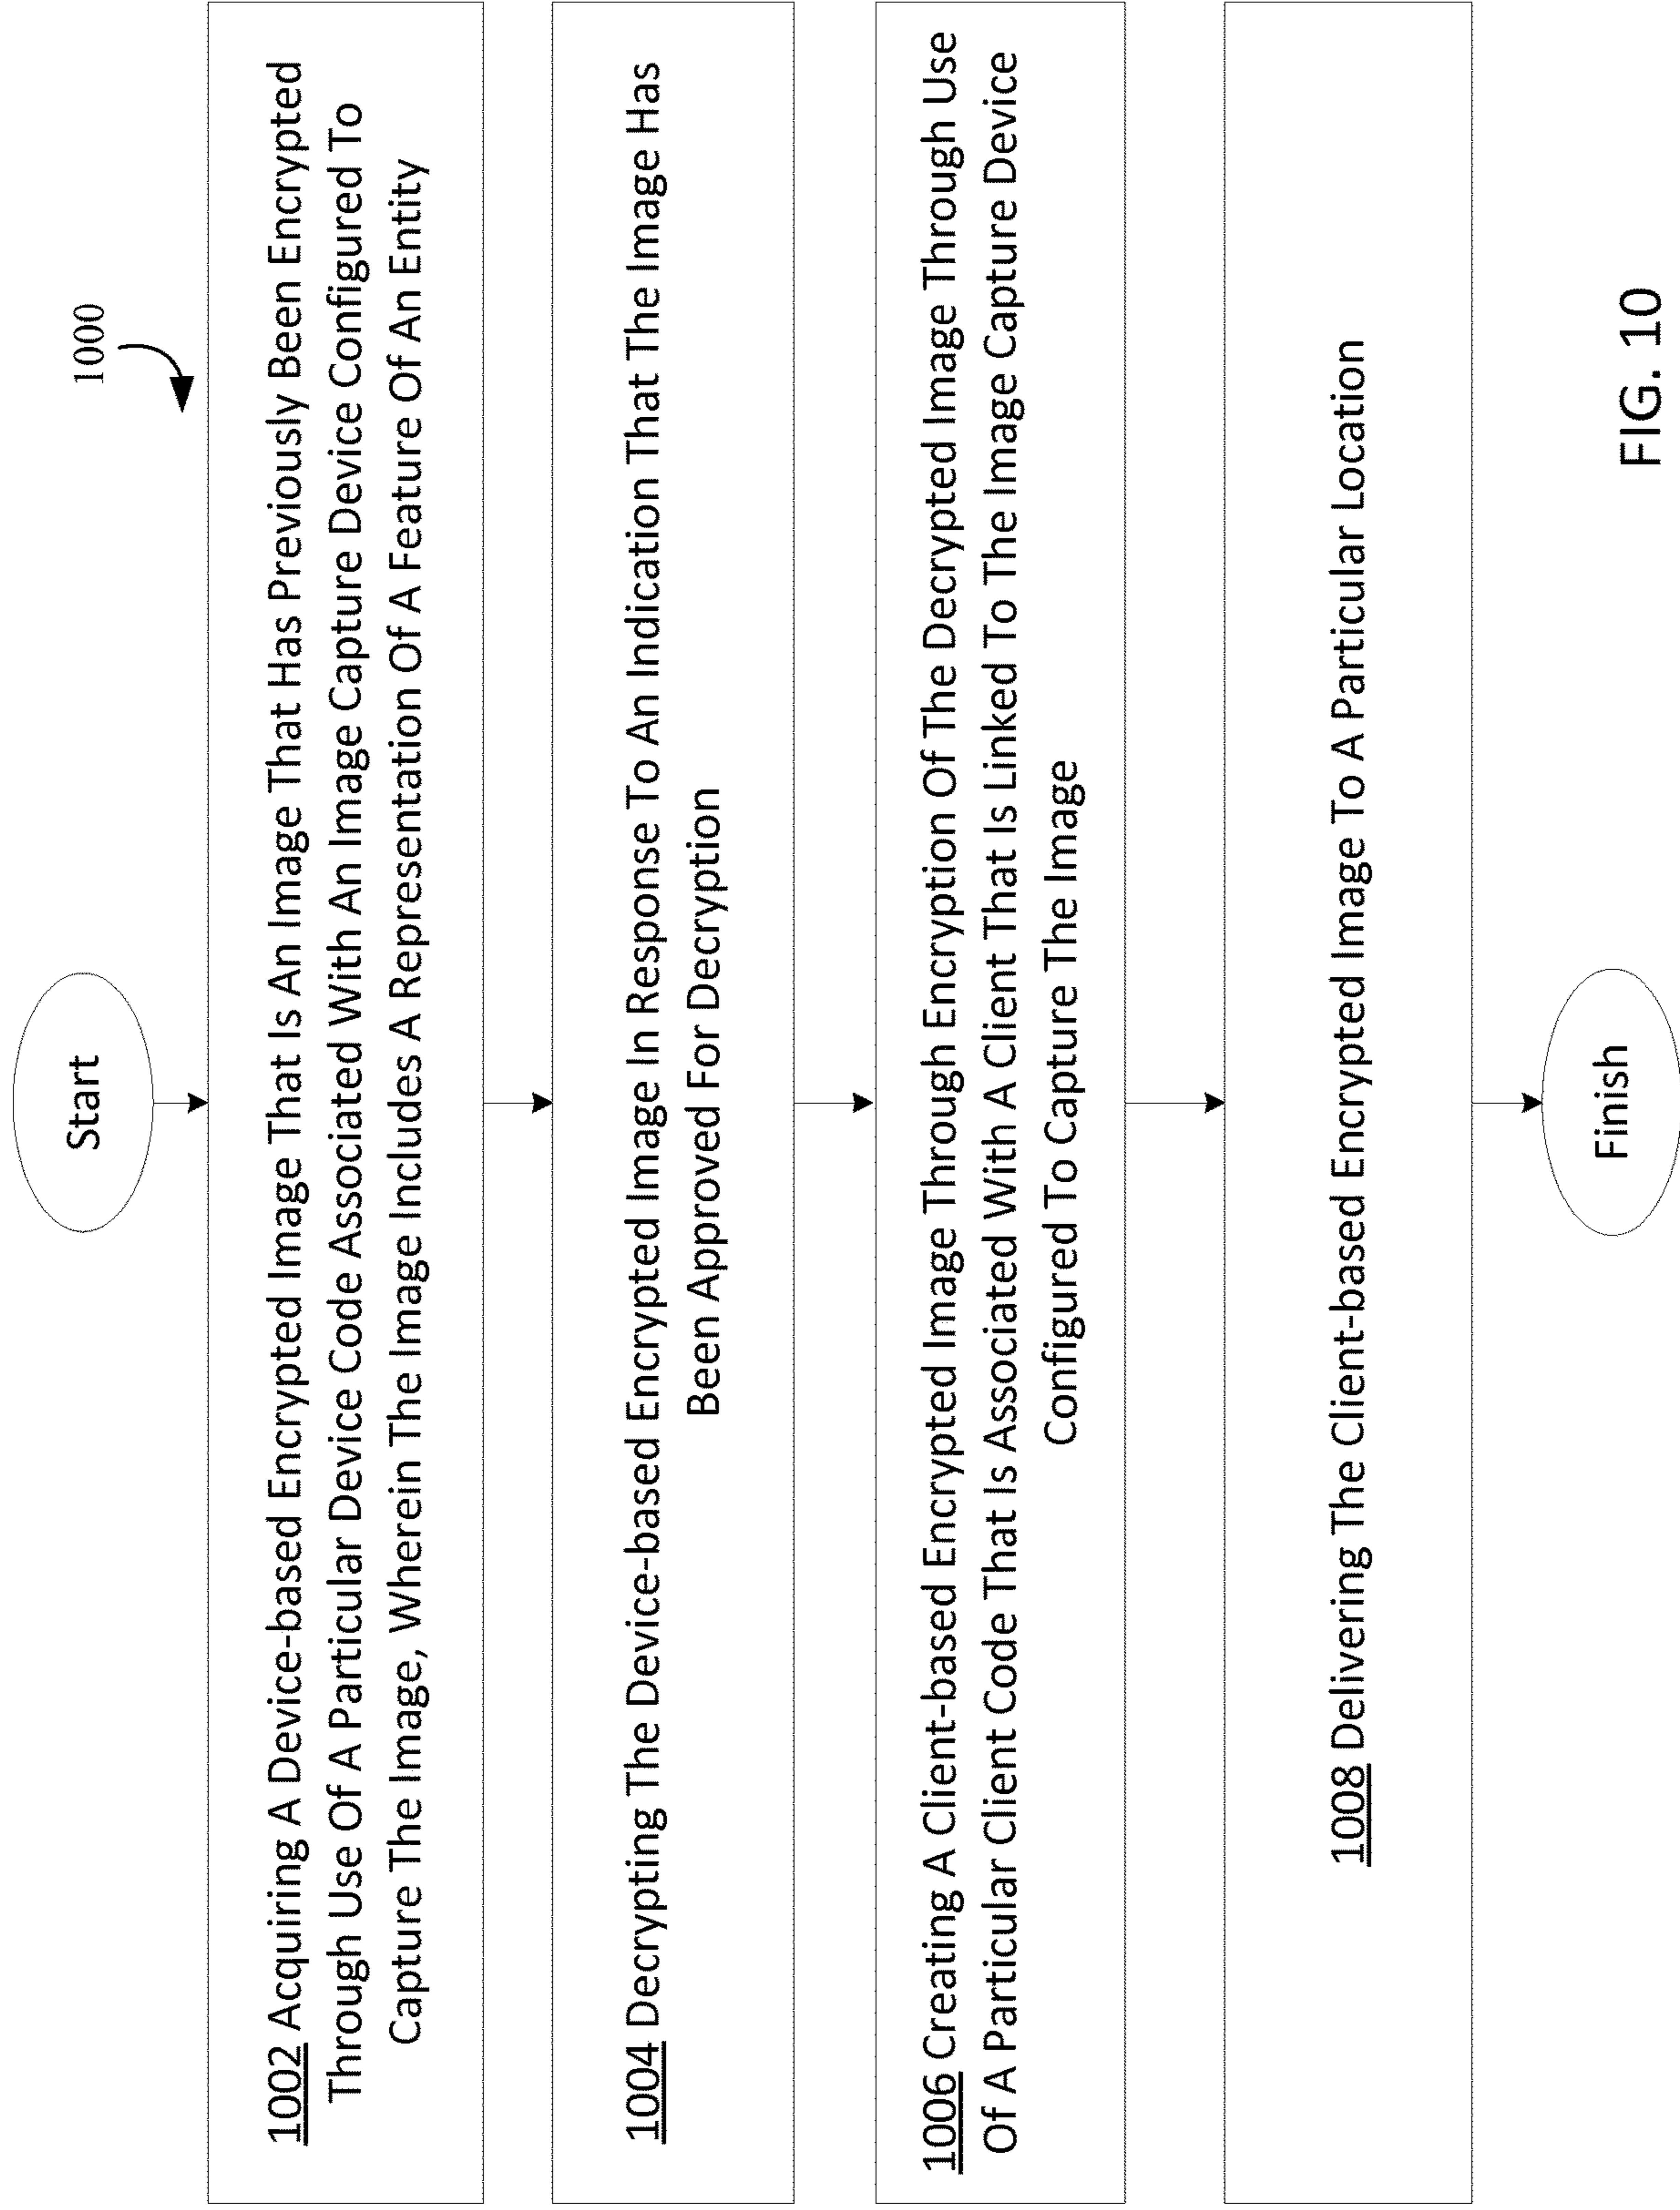 1000
Start
1002 Acquiring A Device-based Encrypted Image That Is An Image That Has Previously Been Encrypted
Through Use Of A Particular Device Code Associated With An Image Capture Device Configured To
Capture The Image, Wherein The Image Includes A Representation Of A Feature Of An Entity
1004 Decrypting The Device-based Encrypted Image In Response To An Indication That The Image Has
Been Approved For Decryption
1006 Creating A Client-based Encrypted Image Through Encryption Of The Decrypted Image Through Use
Of A Particular Client Code That Is Associated With A Client That Is Linked To The Image Capture Device
Configured To Capture The Image
1008 Delivering The Client-based Encrypted Image To A Particular Location
Finish
FIG. 10